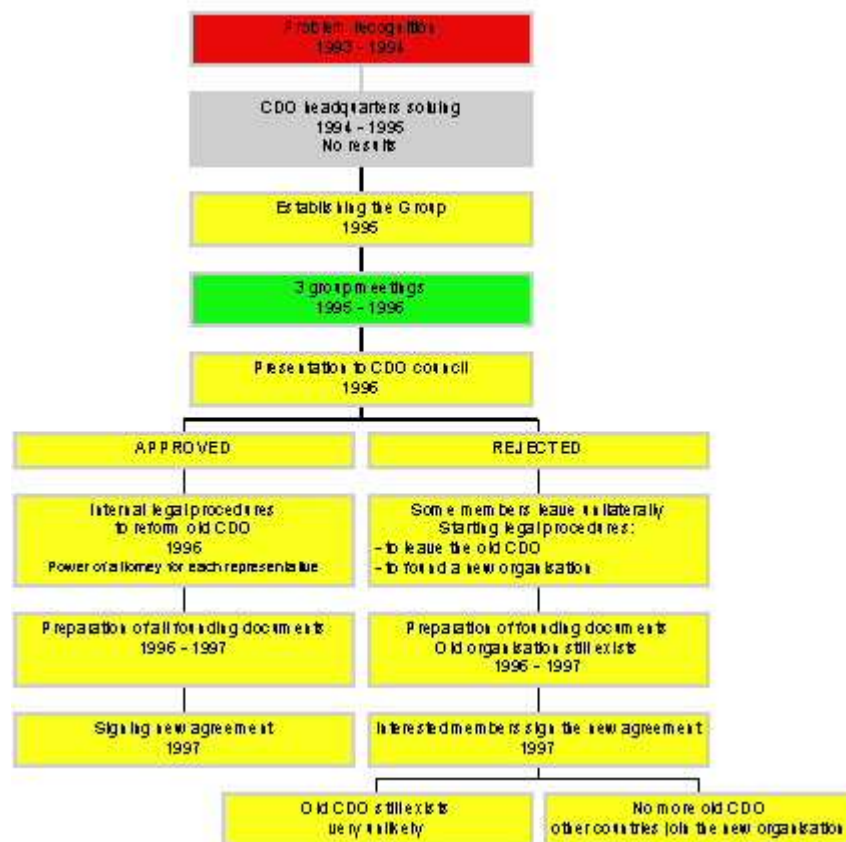 Problem recognition
1993 - 1994
CDO headquarters solving
1994 - 1995
No results
Establishing the Group
1995
3 group meetings
1995 - 1996
Presentation to CDO council
1996
APPROVED
REJECTED
Internal legal procedures
to reform old CDO
1996
Power of attorney for each representative
Some members leave unilaterally
Starting legal procedures:
- to leave the old CDO
- to found a new organisation
Preparation of all founding documents
1996 - 1997
Preparation of founding documents
Old organisation still exists
1996 - 1997
Signing new agreement
1997
Interested members sign the new agreement
1997
Old CDO still exists
very unlikely
No more old CDO
other countries join the new organisation